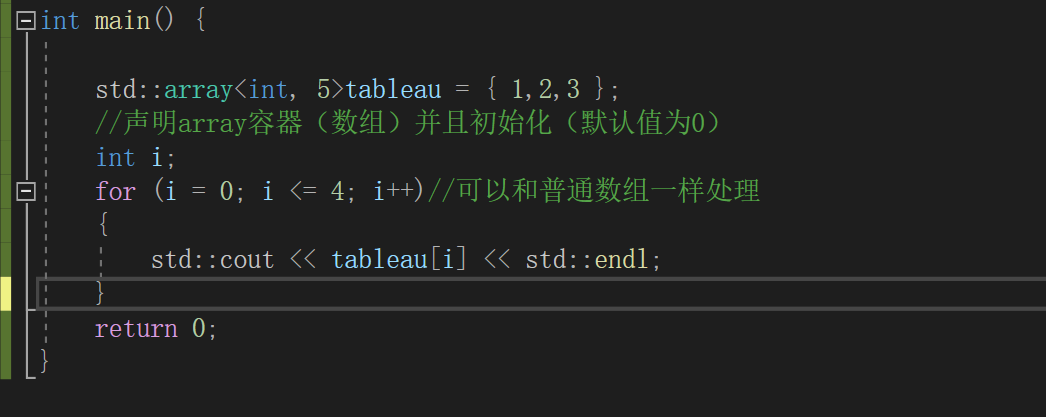 int main() {
std::array<int, 5>tableau = { 1,2,3 };
//声明array容器（数组）并且初始化（默认值为0）
int i;
for (i = 0; i <= 4; i++)//可以和普通数组一样处理
{
std::cout << tableau[i] << std::endl;
}
return 0;
}